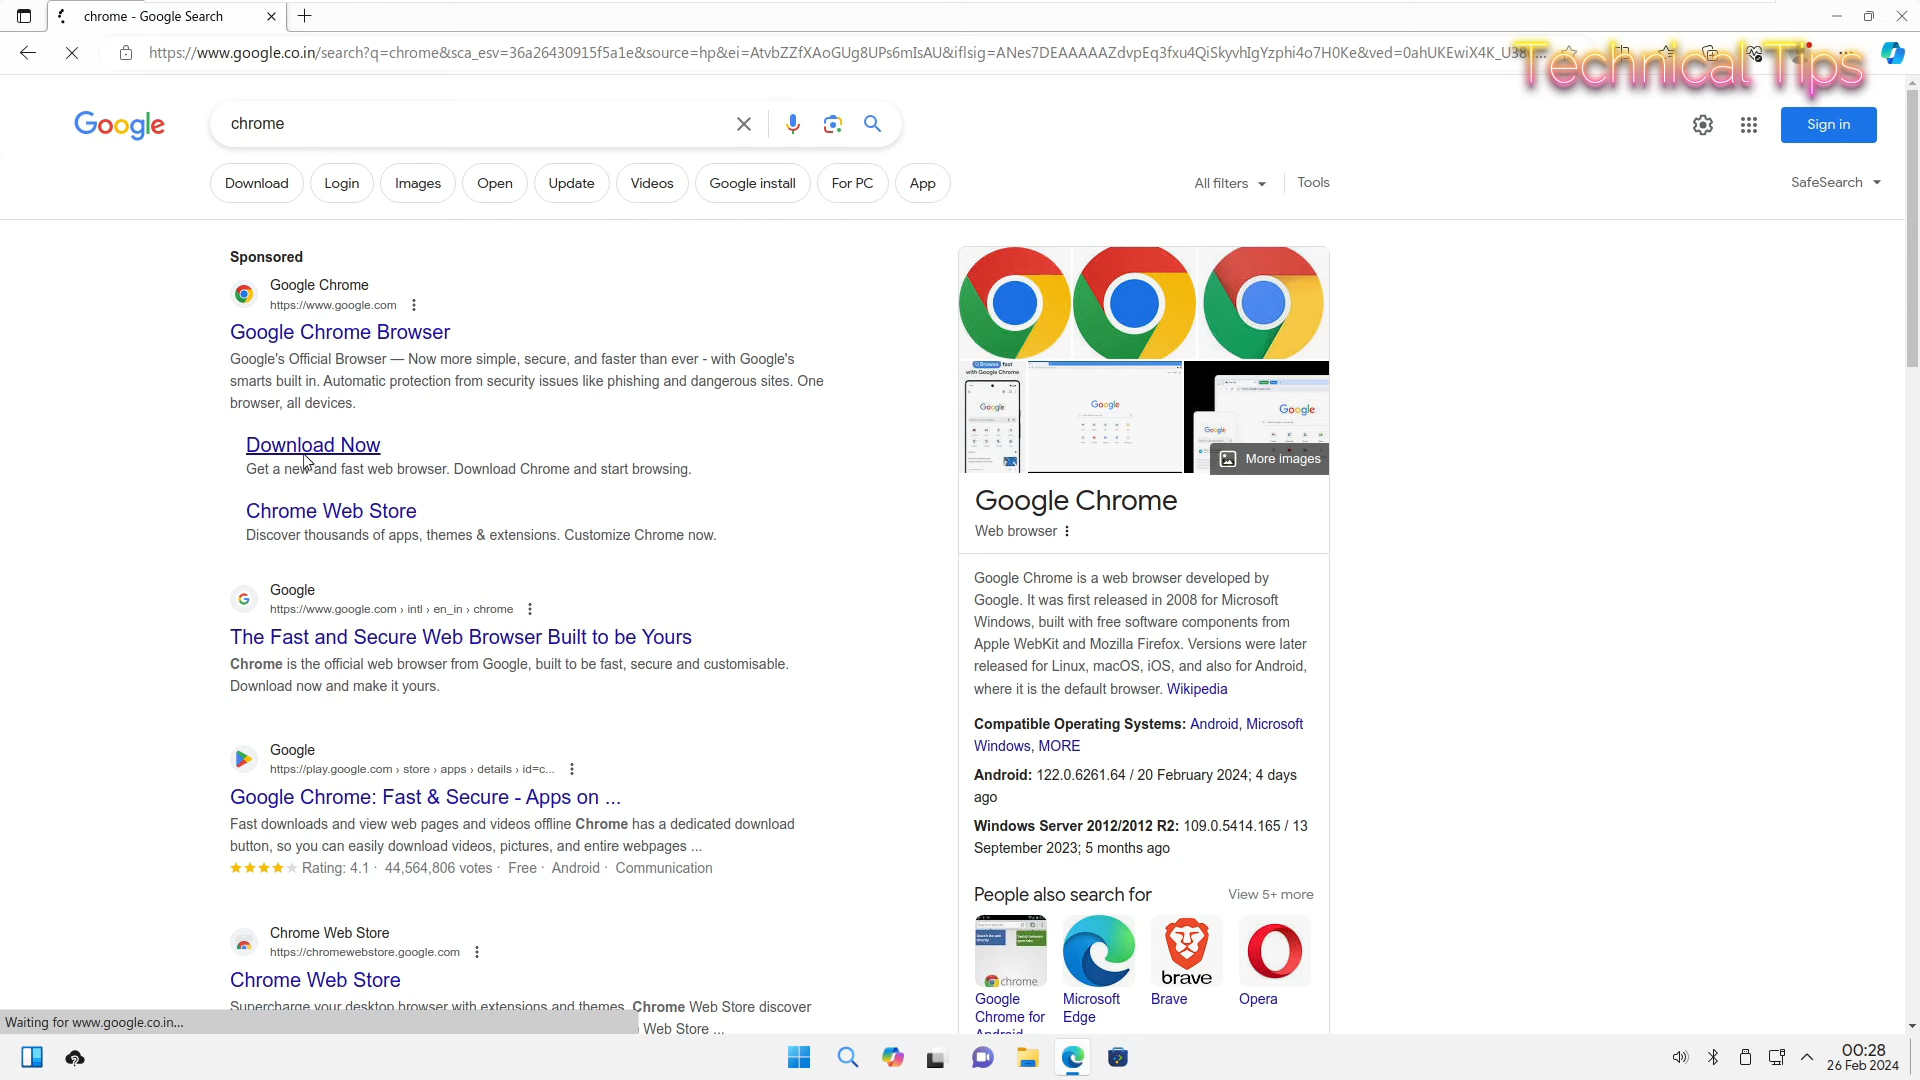 chrome - Google Search
https://www.google.co.in/search?q=chrome&sca_esv=36a26430915f5a1e&source=hp&ei=AtvbZZfXAoGUg8UPs6mIsAU&iflsig=ANes7DEAAAAAZdvpEq3fxu4QiSkyvhIgYzphi4o7H0Ke&ved=0ahUKEwiX4K_U38
Technical Tips
Google
chrome
Sign in
Download
Login
Images
Open
Update
Videos
Google install
For PC
App
All filters
Tools
SafeSearch
Sponsored
Google Chrome
https://www.google.com
Google Chrome Browser
Google's Official Browser — Now more simple, secure, and faster than ever - with Google's
smarts built in. Automatic protection from security issues like phishing and dangerous sites. One
browser, all devices.
Download Now
Get a new and fast web browser. Download Chrome and start browsing.
Chrome Web Store
Discover thousands of apps, themes & extensions. Customize Chrome now.
Google
https://www.google.com › intl › en_in › chrome
The Fast and Secure Web Browser Built to be Yours
Chrome is the official web browser from Google, built to be fast, secure and customisable.
Download now and make it yours.
Google
https://play.google.com › store › apps › details › id=c...
Google Chrome: Fast & Secure - Apps on ...
Fast downloads and view web pages and videos offline Chrome has a dedicated download
button, so you can easily download videos, pictures, and entire webpages ...
Rating: 4.1 · 44,564,806 votes · Free · Android · Communication
Chrome Web Store
https://chromewebstore.google.com
Chrome Web Store
Supercharge your desktop browser with extensions and themes. Chrome Web Store discover
Web Store ...
Waiting for www.google.co.in...
Browse fast
with Google Chrome
Google
Google
Google
Google
More images
Google Chrome
Web browser
Google Chrome is a web browser developed by
Google. It was first released in 2008 for Microsoft
Windows, built with free software components from
Apple WebKit and Mozilla Firefox. Versions were later
released for Linux, macOS, iOS, and also for Android,
where it is the default browser. Wikipedia
Compatible Operating Systems: Android, Microsoft
Windows, MORE
Android: 122.0.6261.64 / 20 February 2024; 4 days
ago
Windows Server 2012/2012 R2: 109.0.5414.165 / 13
September 2023; 5 months ago
People also search for
View 5+ more
chrome
brave
Google
Chrome for
Android
Microsoft
Edge
Brave
Opera
00:28
26 Feb 2024